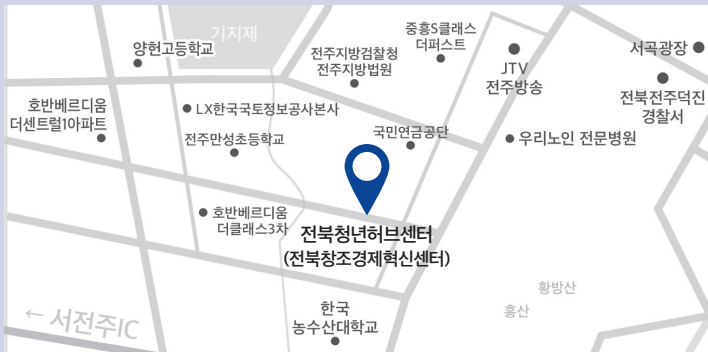 기지제
중흥S클래스
더퍼스트
양현고등학교
전주지방검찰청
전주지방법원
JTV
전주방송
서곡광장
전북전주덕진
경찰서
호반베르디움
더센트럴1아파트
LX한국국토정보공사본사
전주만성초등학교
국민연금공단
우리노인 전문병원
호반베르디움
더클래스3차
전북청년허브센터
(전북창조경제혁신센터)
황방산
홍산
← 서전주IC
한국
농수산대학교